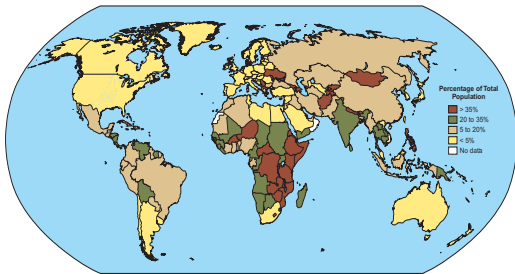 Percentage of Total
Population
> 35%
20 to 35%
5 to 20%
< 5%
No data